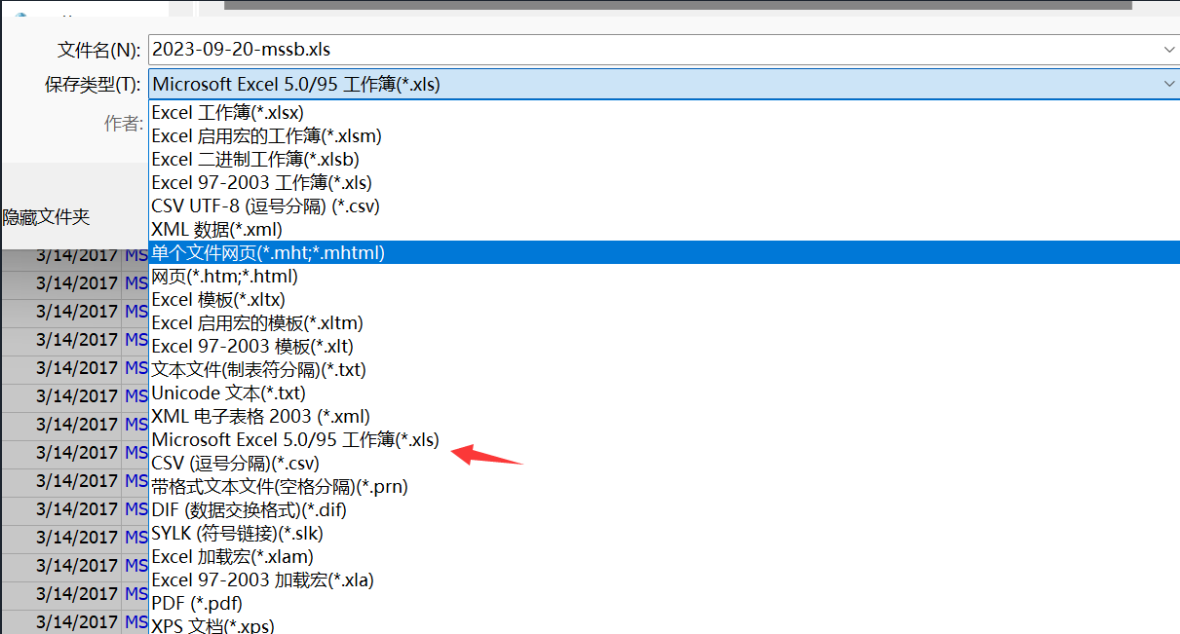 文件名(N): 2023-09-20-mssb.xls
保存类型(T): Microsoft Excel 5.0/95 工作簿(*.xls)
Excel 工作簿(*.xlsx)
作者: Excel 启用宏的工作簿(*.xlsm)
Excel 二进制工作簿(*.xlsb)
Excel 97-2003 工作簿(*.xls)
CSV UTF-8 (逗号分隔) (*.csv)
隐藏文件夹
XML 数据(*.xml)
3/14/2017 MS 单个文件网页(*.mht;*.mhtml)
3/14/2017 MS 网页(*.htm;*.html)
Excel 模板(*.xltx)
3/14/2017 MS Excel 启用宏的模板(*.xltm)
3/14/2017 MS Excel 97-2003 模板(*.xlt)
3/14/2017 MS 文本文件(制表符分隔)(*.txt)
3/14/2017 MS Unicode 文本(*.txt)
3/14/2017 MS XML 电子表格 2003 (*.xml)
3/14/2017 MS Microsoft Excel 5.0/95 工作簿(*.xls)
CSV (逗号分隔)(*.csv)
3/14/2017 MS 带格式文本文件(空格分隔)(*.prn)
3/14/2017 MS DIF (数据交换格式)(*.dif)
3/14/2017 MS SYLK (符号链接)(*.slk)
3/14/2017 MS Excel 加载宏(*.xlam)
3/14/2017 MS Excel 97-2003 加载宏(*.xla)
PDF (*.pdf)
3/14/2017 MS XPS 文档(*.xps)